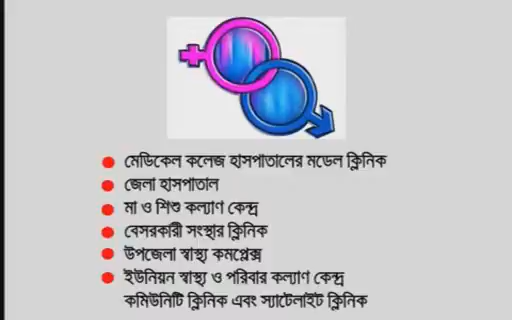 মেডিকেল কলেজ হাসপাতালের মডেল ক্লিনিক
জেলা হাসপাতাল
মা ও শিশু কল্যাণ কেন্দ্র
বেসরকারী সংস্থার ক্লিনিক
উপজেলা স্বাস্থ্য কমপ্লেক্স
ইউনিয়ন স্বাস্থ্য ও পরিবার কল্যাণ কেন্দ্র
কমিউনিটি ক্লিনিক এবং স্যাটেলাইট ক্লিনিক